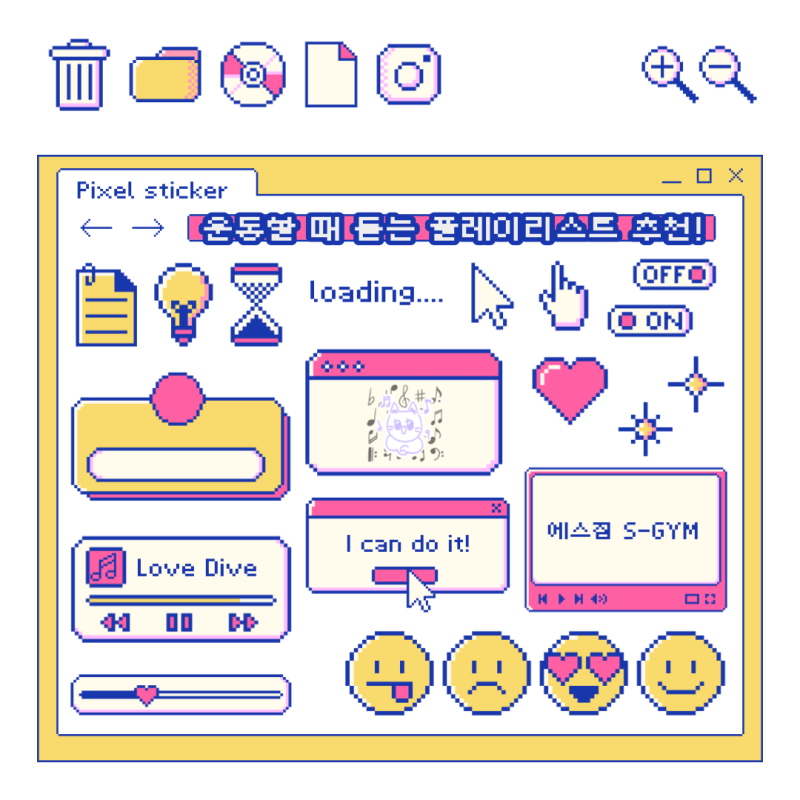 Pixel sticker
운동할 때 듣는 플레이리스트 추천!
loading....
OFF
ON
I can do it!
에스짐 S-GYM
Love Dive